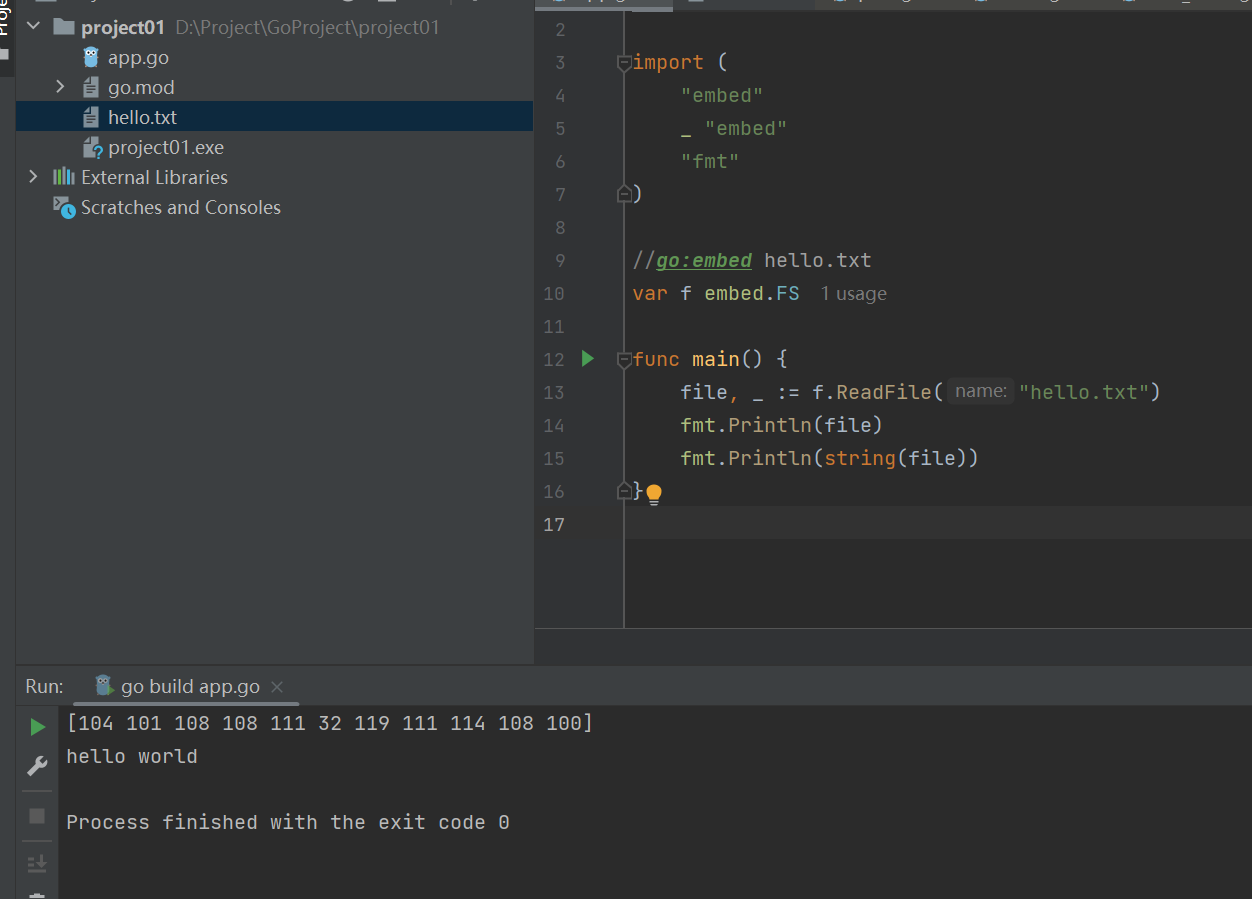 project01 D:\Project\GoProject\project01
app.go
go.mod
hello.txt
project01.exe
External Libraries
Scratches and Consoles
2
3 import (
4 "embed"
5 _ "embed"
6 "fmt"
7 )
8
9 //go:embed hello.txt
10 var f embed.FS 1 usage
11
12 func main() {
13 file, _ := f.ReadFile( name: "hello.txt")
14 fmt.Println(file)
15 fmt.Println(string(file))
16 }
17
Run: go build app.go
[104 101 108 108 111 32 119 111 114 108 100]
hello world
Process finished with the exit code 0